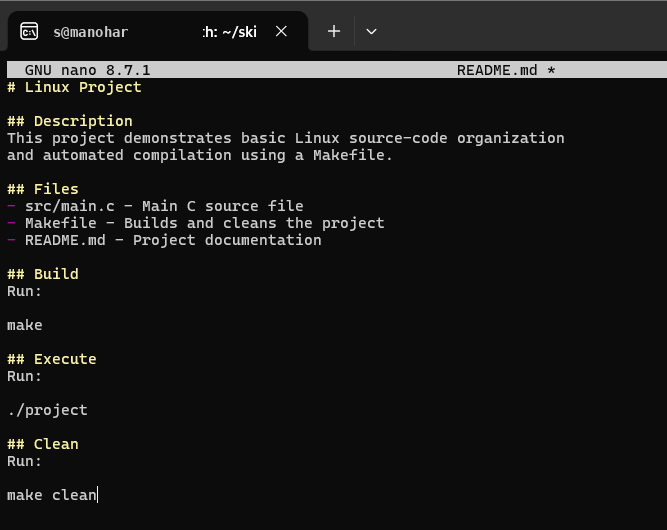 s@manohar :h: ~/ski
GNU nano 8.7.1 README.md *
# Linux Project
## Description
This project demonstrates basic Linux source-code organization
and automated compilation using a Makefile.
## Files
- src/main.c - Main C source file
- Makefile - Builds and cleans the project
- README.md - Project documentation
## Build
Run:
make
## Execute
Run:
./project
## Clean
Run:
make clean